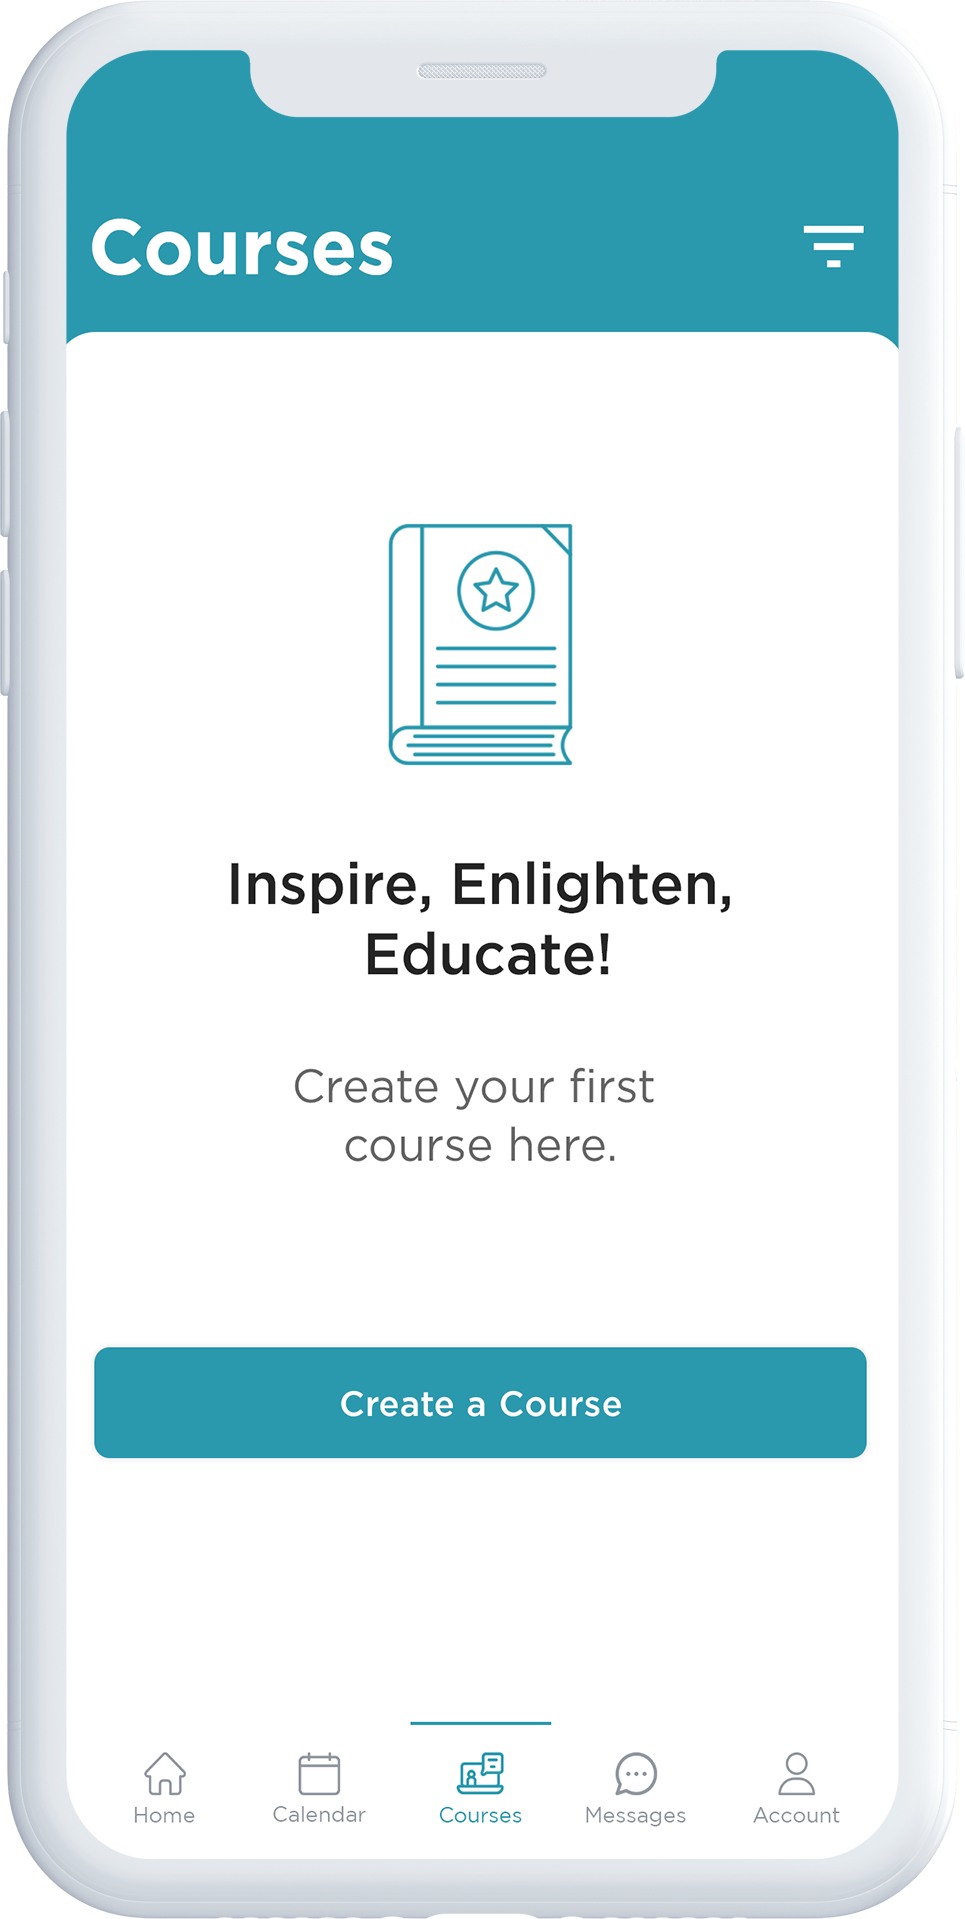 Courses
Inspire, Enlighten,
Educate!
Create your first
course here.
Create a Course
Home
Calendar
Courses
Messages
Account